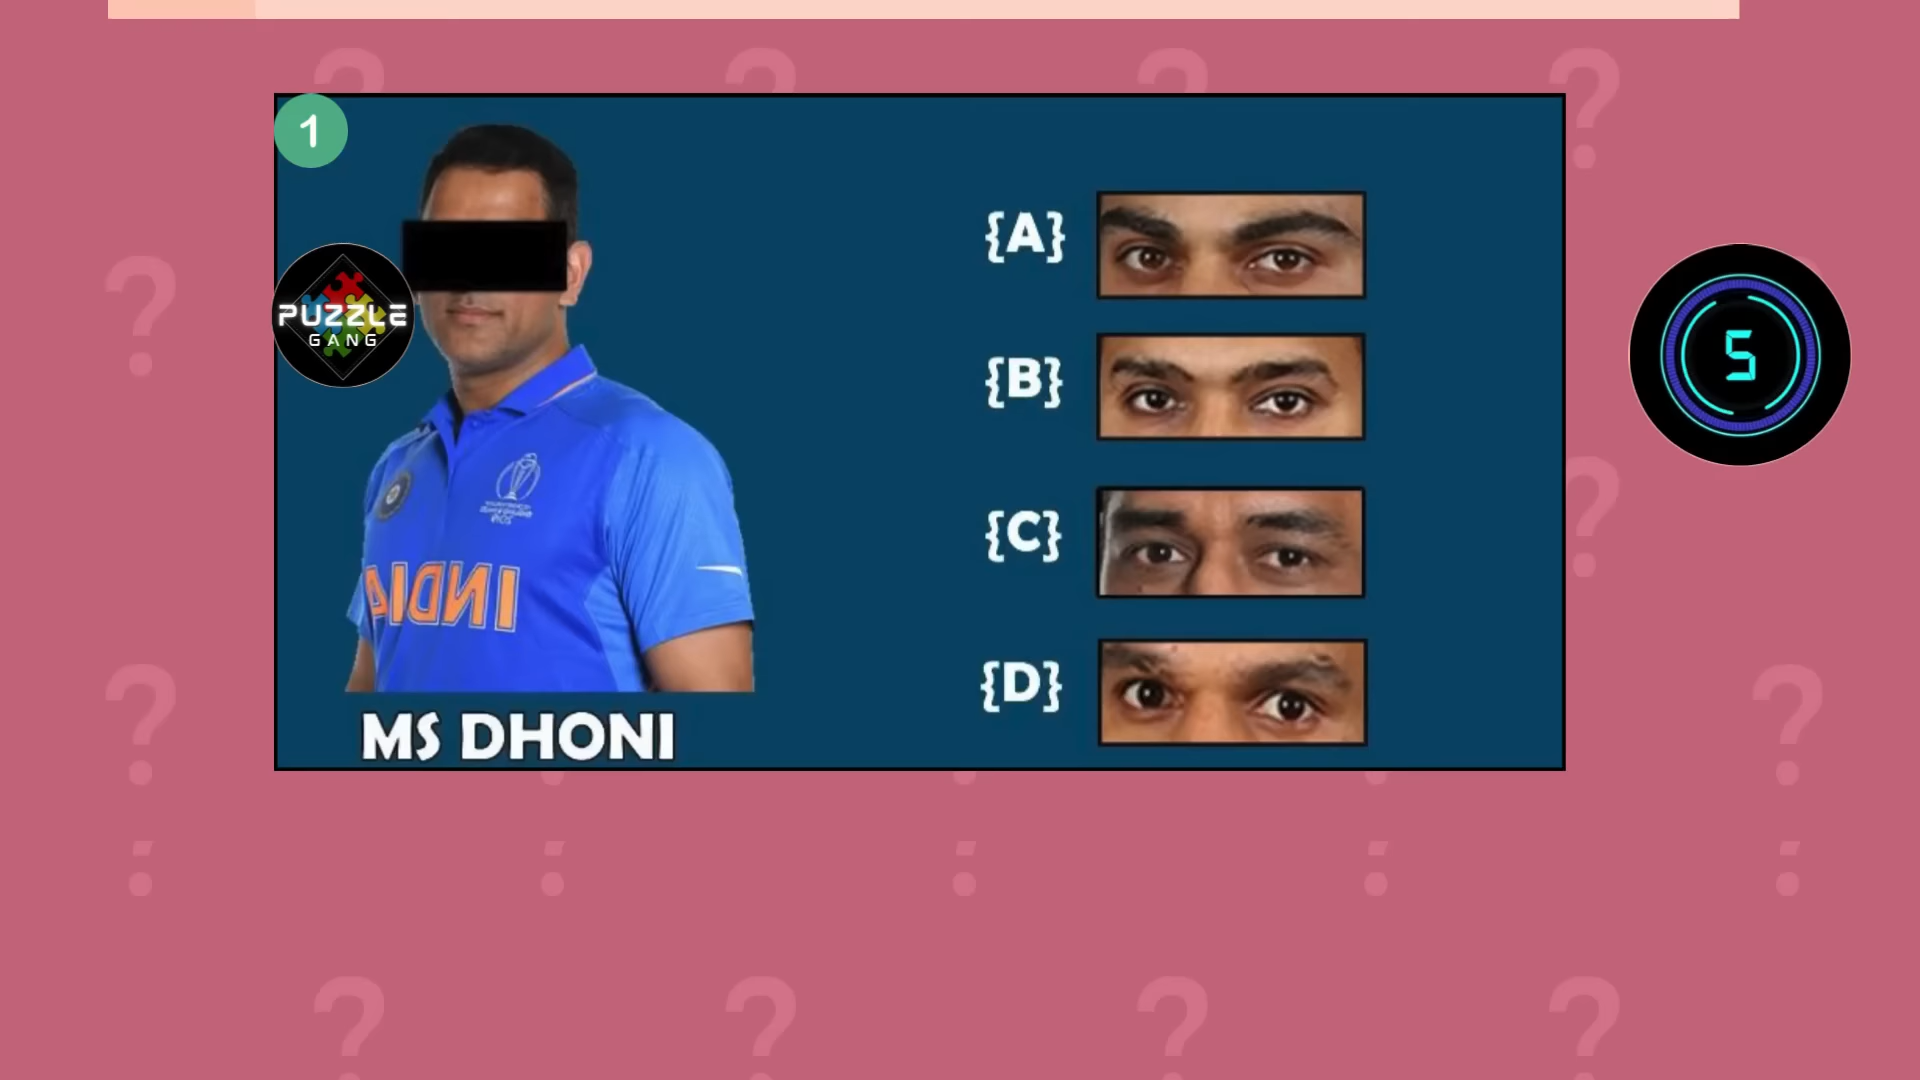 1
PUZZLE
GANG
INDIA
MS DHONI
{A}
{B}
{C}
{D}
5